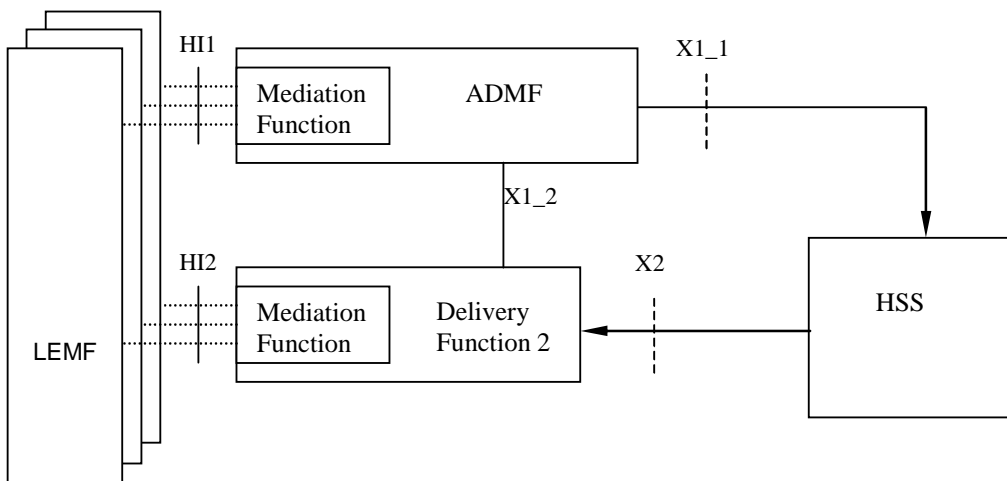 HI1
X1_1
Mediation
Function
ADMF
X1_2
HI2
X2
Mediation
Function
Delivery
Function 2
HSS
LEMF